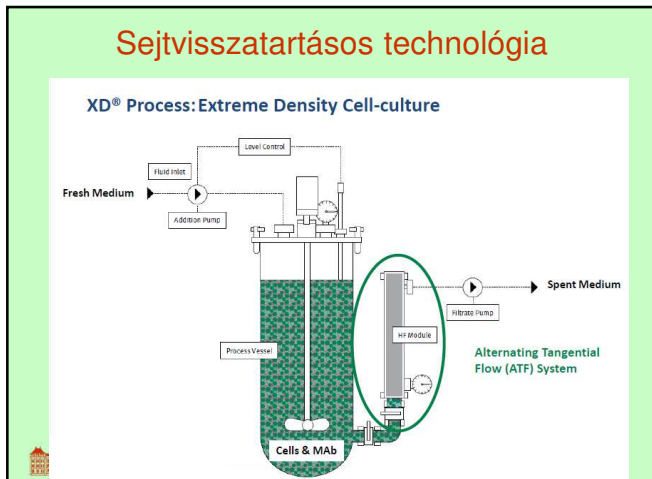 Sejtvisszatartásos technológia
XD® Process: Extreme Density Cell-culture
Level Control
Fluid Inlet
Fresh Medium
Addition Pump
Spent Medium
Filtrate Pump
HF Module
Process Vessel
Alternating Tangential
Flow (ATF) System
Cells & MAb